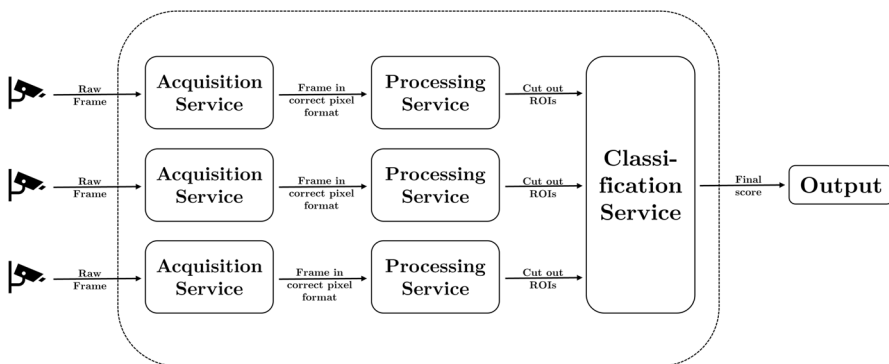 Raw
Frame
Acquisition
Service
Frame in
correct pixel
format
Processing
Service
Cut out
ROIs
Raw
Frame
Acquisition
Service
Frame in
correct pixel
format
Processing
Service
Cut out
ROIs
Raw
Frame
Acquisition
Service
Frame in
correct pixel
format
Processing
Service
Cut out
ROIs
Classi-
fication
Service
Final
score
Output